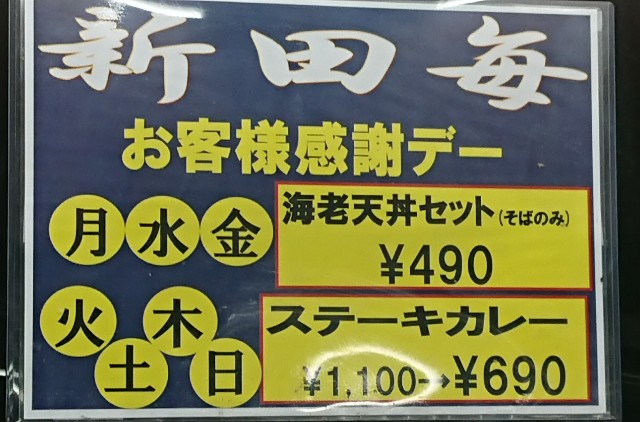 新田毎
お客様感謝デー
月 水 金
海老天丼セット(そばのみ)
¥490
火 木
土 日
ステーキカレー
¥1,100→¥690